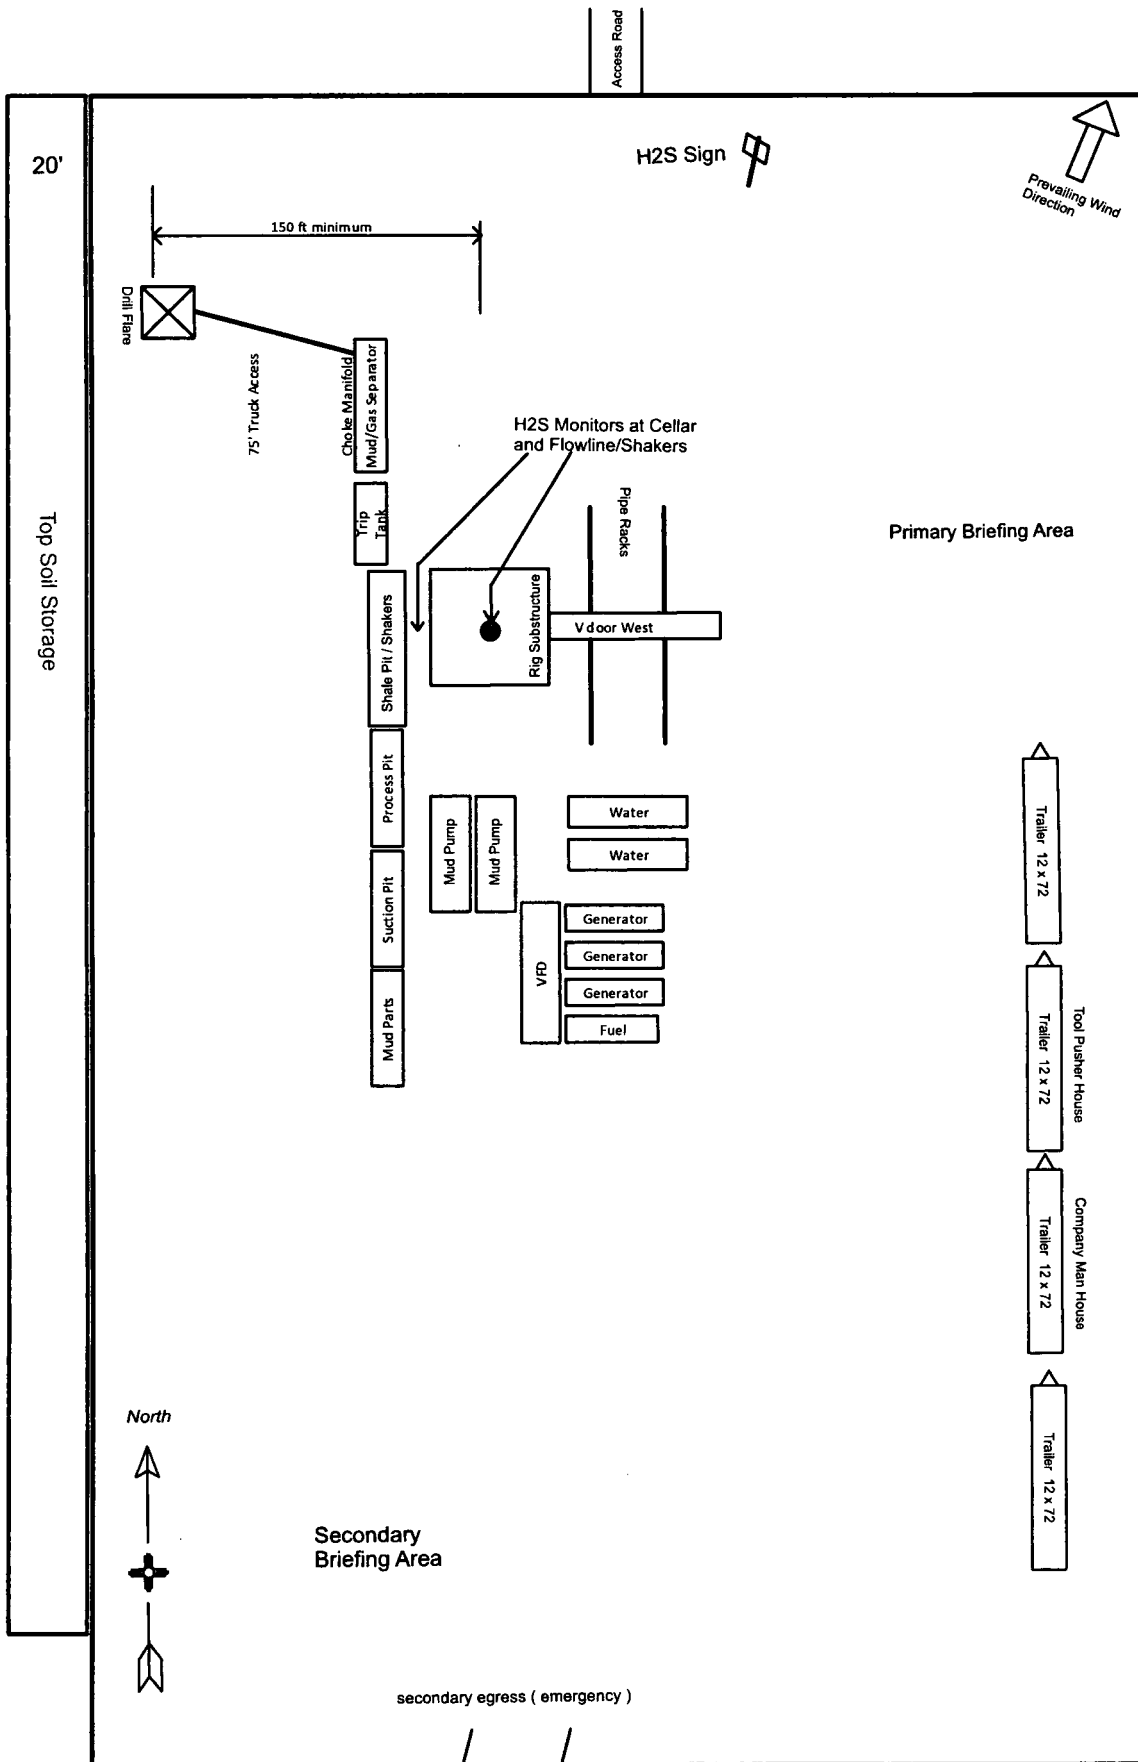 Access Road
20'
H2S Sign
Prevailing Wind
Direction
150 ft minimum
Drill Flare
75' Truck Access
Choke Manifold
Mud/Gas Separator
H2S Monitors at Cellar
and Flowline/Shakers
Trip
Tank
Pipe Racks
Primary Briefing Area
Top Soil Storage
Shale Pit / Shakers
Rig Substructure
V door West
Process Pit
Mud Pump
Mud Pump
Water
Water
Trailer 12 x 72
Suction Pit
VFD
Generator
Generator
Generator
Fuel
Mud Parts
Trailer 12 x 72
Tool Pusher House
Trailer 12 x 72
Company Man House
Trailer 12 x 72
North
Secondary
Briefing Area
secondary egress ( emergency )